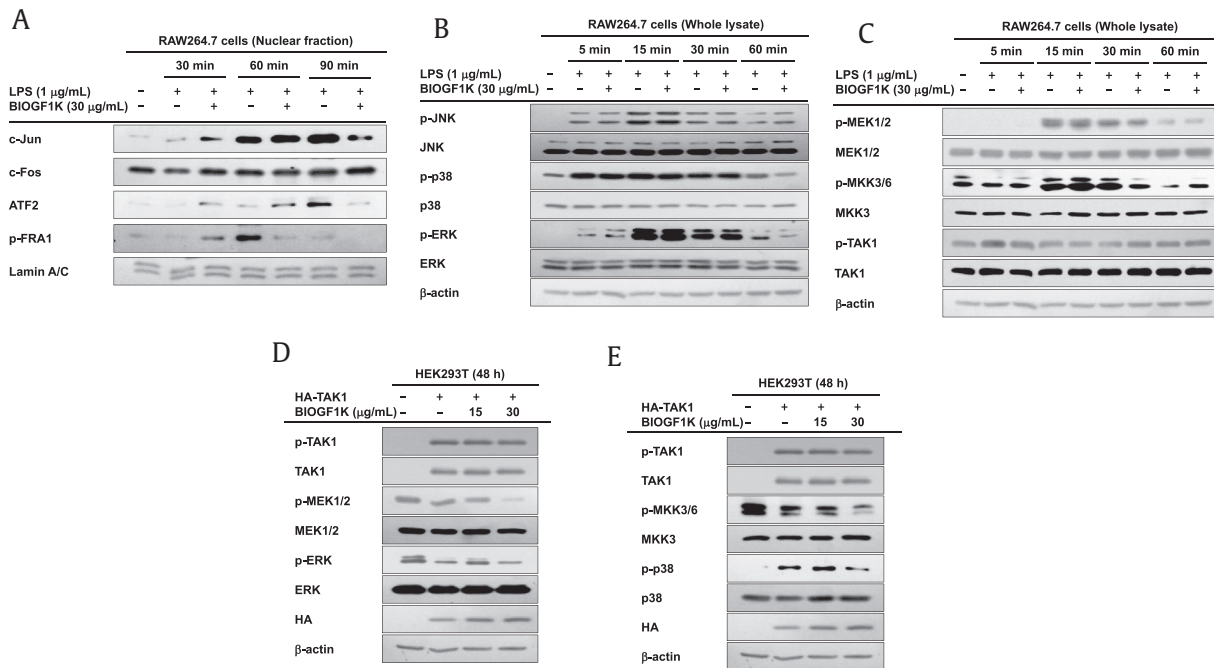 A
RAW264.7 cells (Nuclear fraction)
30 min 60 min 90 min
LPS (1 μg/mL) – + + + + + +
BIOGF1K (30 μg/mL) – – + – + – +
c-Jun
c-Fos
ATF2
p-FRA1
Lamin A/C
B
RAW264.7 cells (Whole lysate)
5 min 15 min 30 min 60 min
LPS (1 μg/mL) – + + + + + + + +
BIOGF1K (30 μg/mL) – – + – + – + – +
p-JNK
JNK
p-p38
p38
p-ERK
ERK
β-actin
C
RAW264.7 cells (Whole lysate)
5 min 15 min 30 min 60 min
LPS (1 μg/mL) – + + + + + + + +
BIOGF1K (30 μg/mL) – – + – + – + – +
p-MEK1/2
MEK1/2
p-MKK3/6
MKK3
p-TAK1
TAK1
β-actin
D
HEK293T (48 h)
HA-TAK1 – + + +
BIOGF1K (μg/mL) – – 15 30
p-TAK1
TAK1
p-MEK1/2
MEK1/2
p-ERK
ERK
HA
β-actin
E
HEK293T (48 h)
HA-TAK1 – + + +
BIOGF1K (μg/mL) – – 15 30
p-TAK1
TAK1
p-MKK3/6
MKK3
p-p38
p38
HA
β-actin